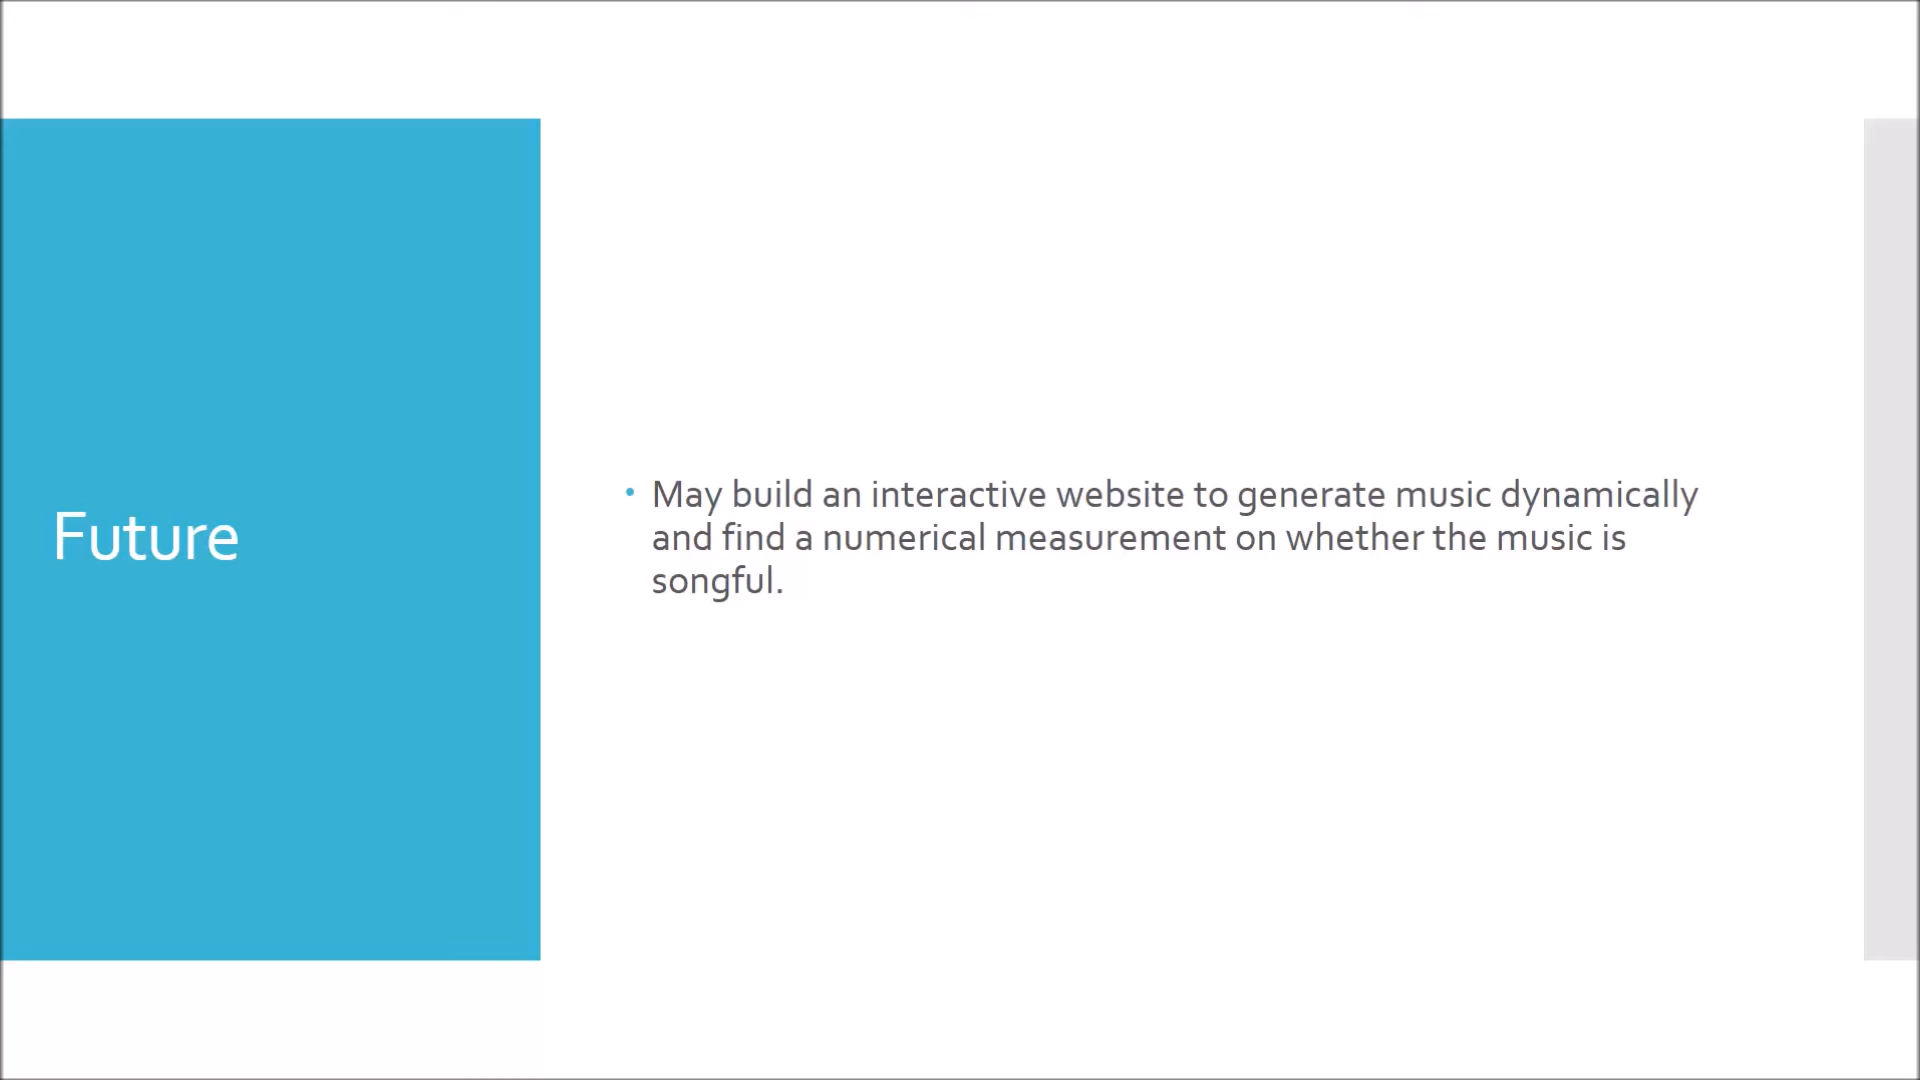 Future
• May build an interactive website to generate music dynamically
and find a numerical measurement on whether the music is
songful.